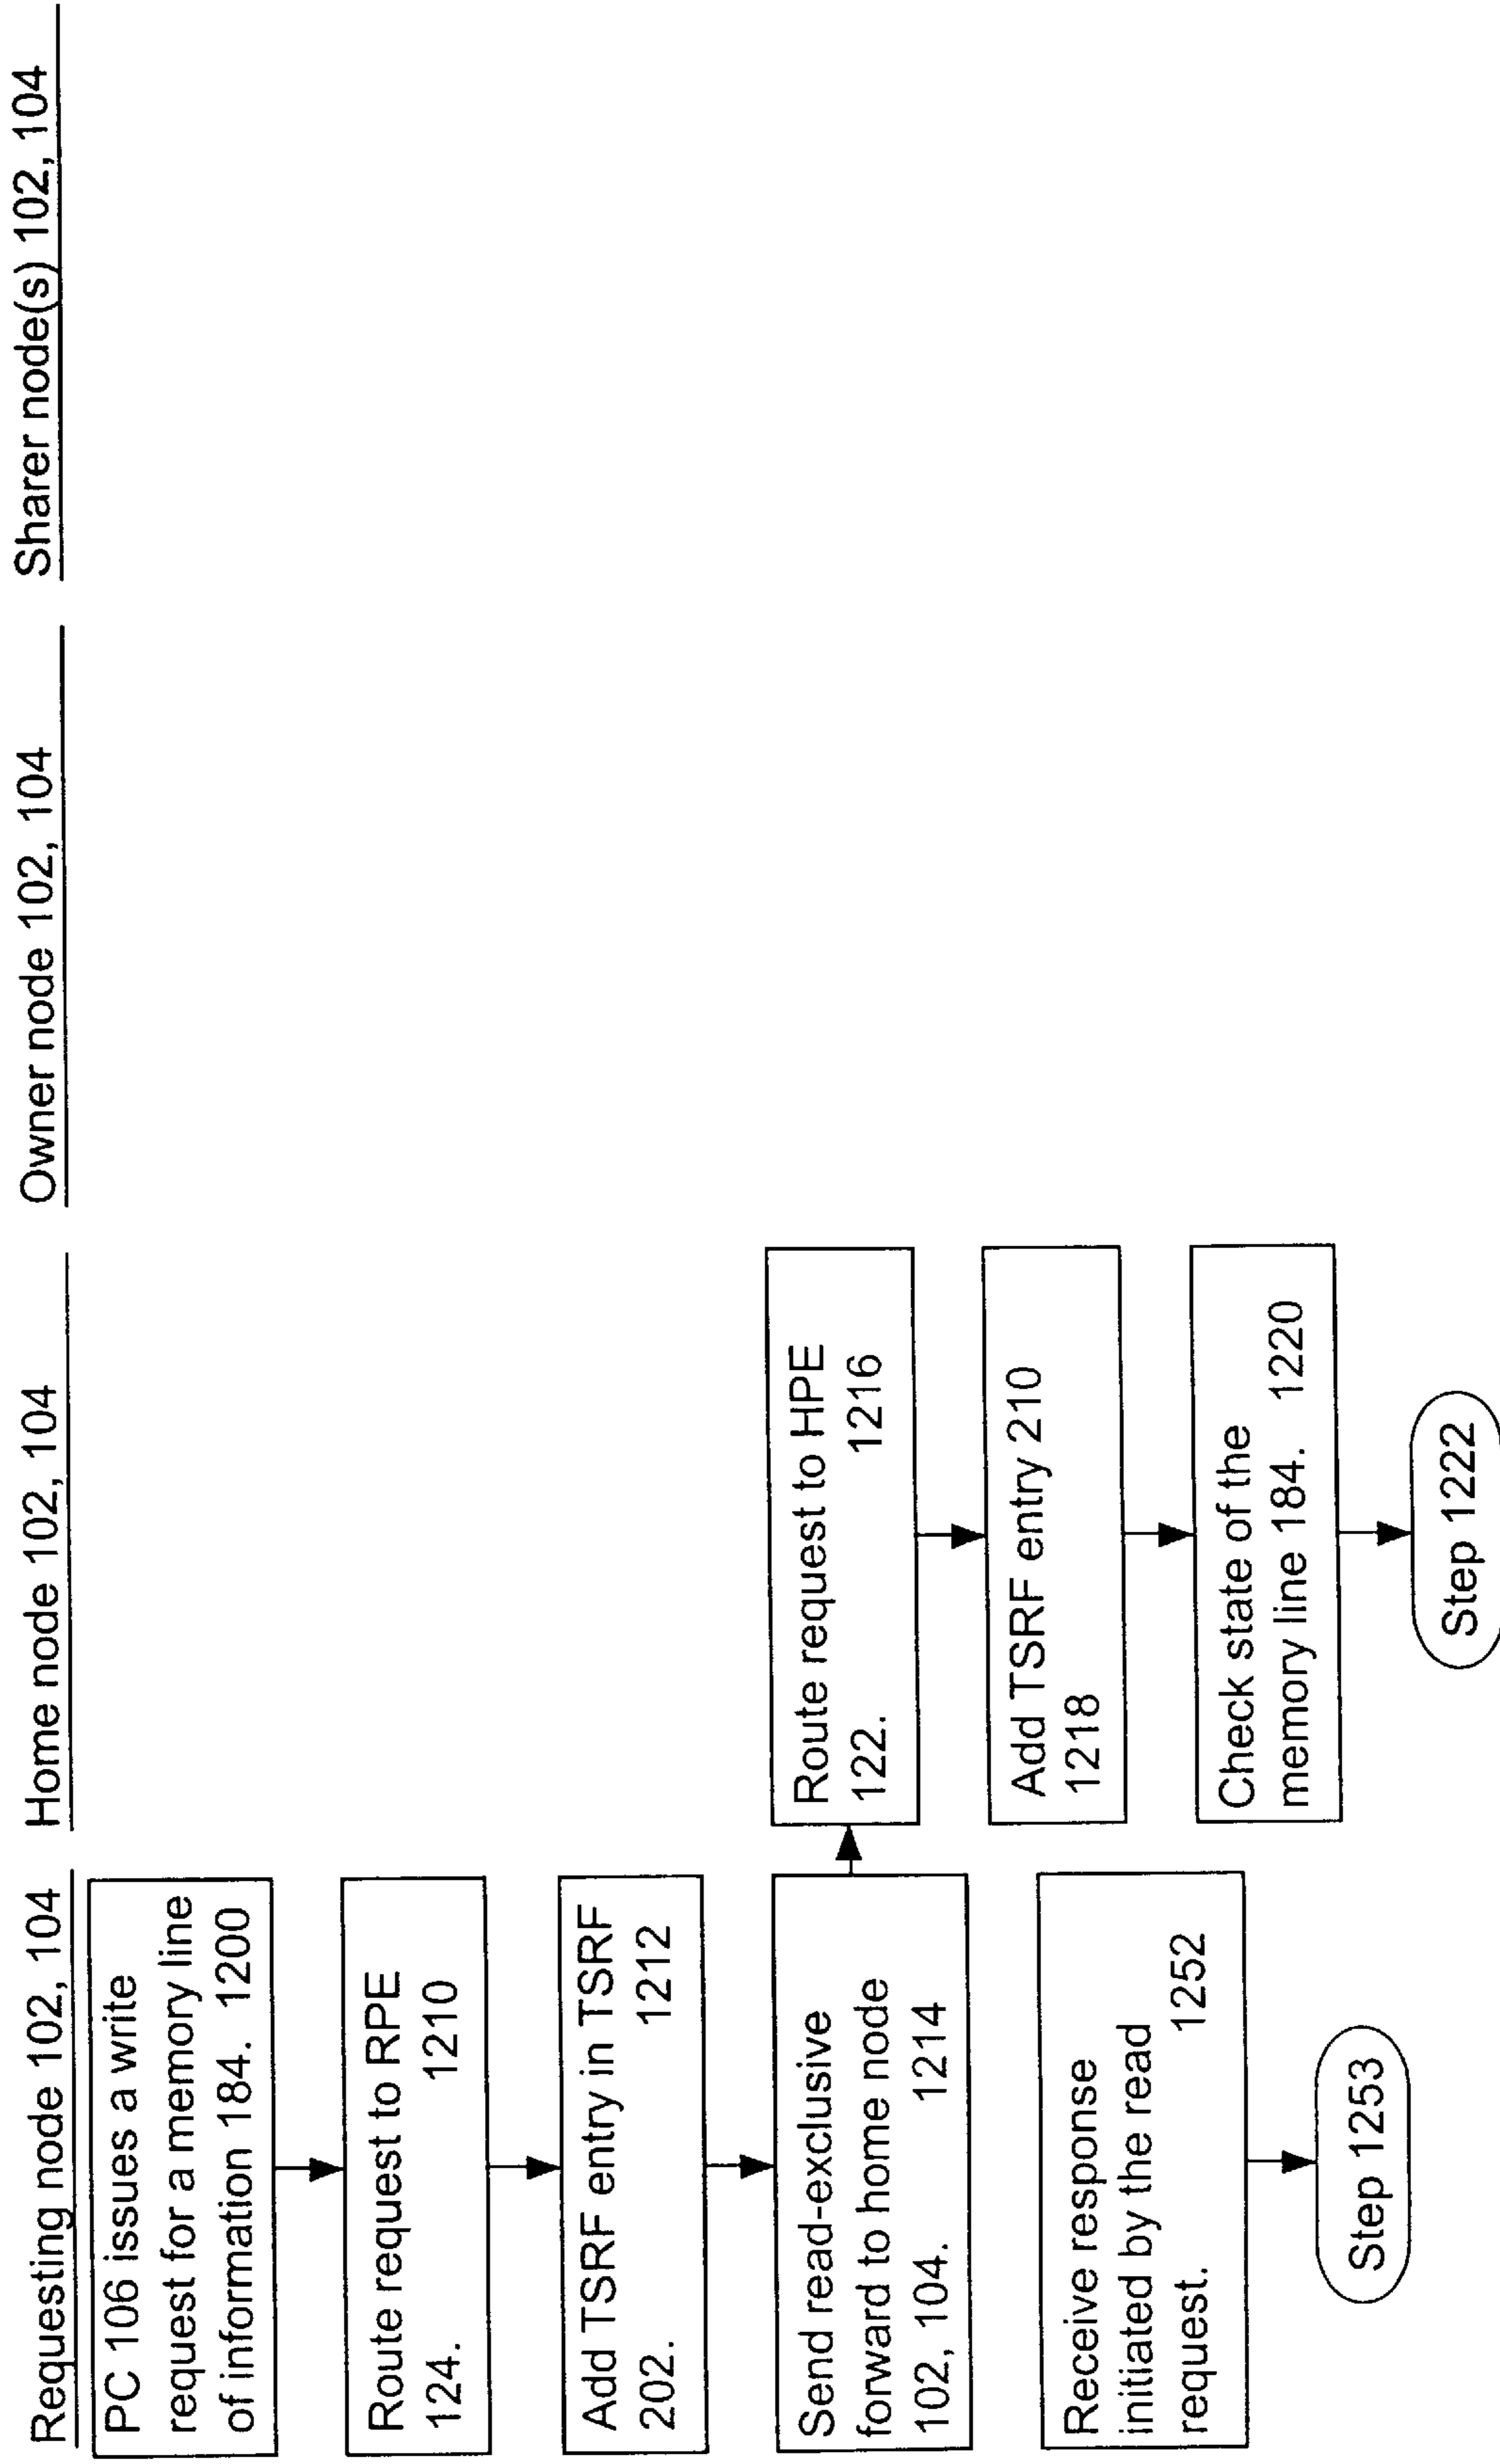 Requesting node 102, 104
Home node 102, 104
Owner node 102, 104
Sharer node(s) 102, 104
PC 106 issues a write
request for a memory line
of information 184. 1200
Route request to RPE
124. 1210
Add TSRF entry in TSRF
202. 1212
Send read-exclusive
forward to home node
102, 104. 1214
Route request to HPE
122. 1216
Add TSRF entry 210
1218
Check state of the
memory line 184. 1220
Step 1222
Receive response
initiated by the read
request. 1252
Step 1253